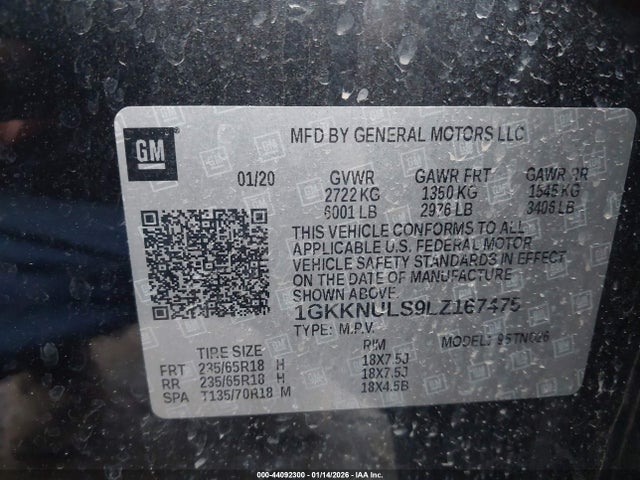 GM
MFD BY GENERAL MOTORS LLC
01/20 GVWR GAWR FRT GAWR RR
2722 KG 1350 KG 1545 KG
6001 LB 2976 LB 3406 LB
THIS VEHICLE CONFORMS TO ALL
APPLICABLE U.S. FEDERAL MOTOR
VEHICLE SAFETY STANDARDS IN EFFECT
ON THE DATE OF MANUFACTURE
SHOWN ABOVE
1GKKNULS9LZ167475
TYPE: M.P.V. MODEL:
TIRE SIZE RIM
FRT 235/65R18 H 18X7.5J
RR 235/65R18 H 18X7.5J
SPA T135/70R18 M 18X4.5B
000-44092300 - 01/14/2026 - IAA Inc.